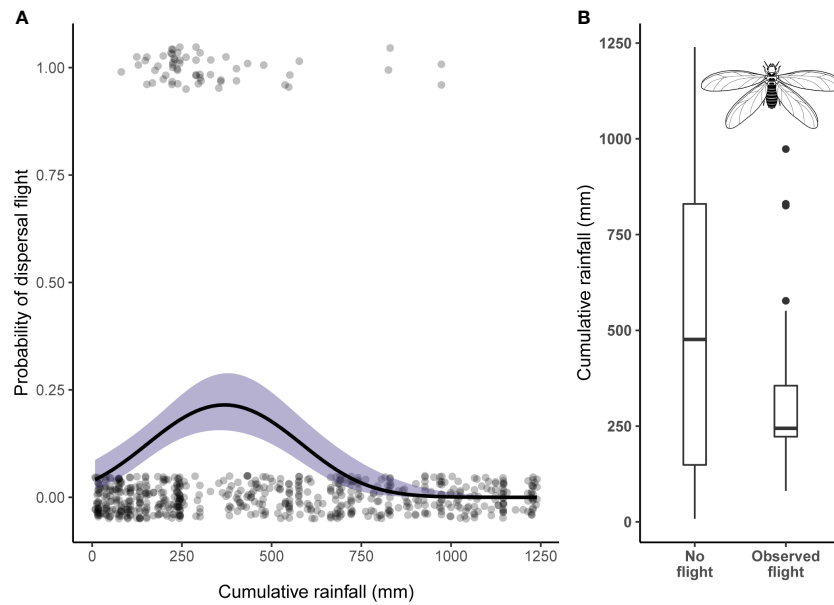 A
Probability of dispersal flight
1.00
0.75
0.50
0.25
0.00
0
250
500
750
1000
1250
Cumulative rainfall (mm)
B
Cumulative rainfall (mm)
1250
1000
750
500
250
0
No
flight
Observed
flight